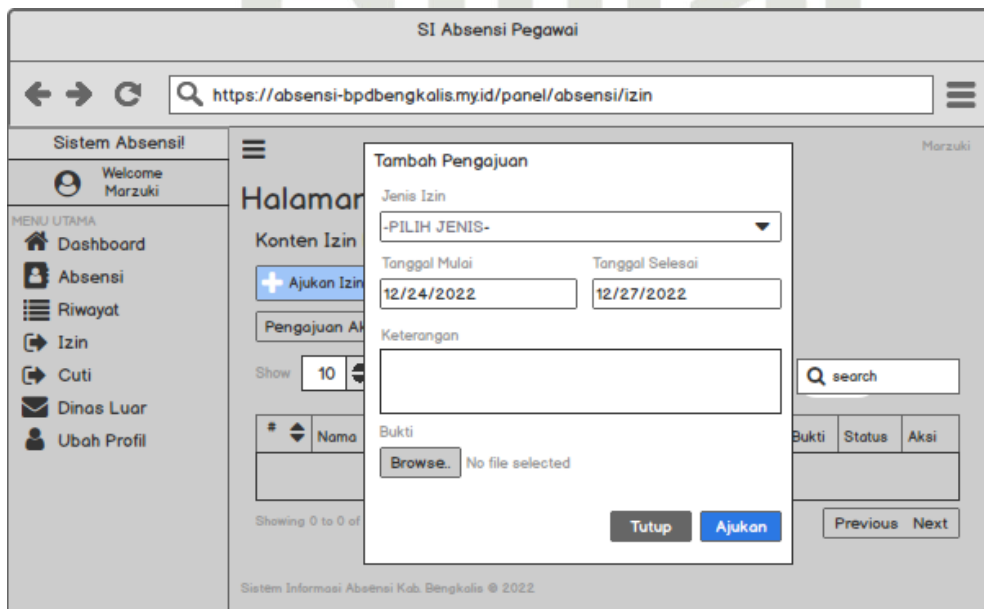 SI Absensi Pegawai
https://absensi-bpdbengkalis.my.id/panel/absensi/izin
Sistem Absensi!
Welcome
Marzuki
MENU UTAMA
Dashboard
Absensi
Riwayat
Izin
Cuti
Dinas Luar
Ubah Profil
Marzuki
Halaman
Konten Izin
Ajukan Izin
Pengajuan
Show 10
search
# Nama Bukti Status Aksi
Showing 0 to 0 of
Previous Next
Sistem Informasi Absensi Kab. Bengkalis © 2022
Tambah Pengajuan
Jenis Izin
-PILIH JENIS-
Tanggal Mulai Tanggal Selesai
12/24/2022 12/27/2022
Keterangan
Bukti
Browse.. No file selected
Tutup Ajukan